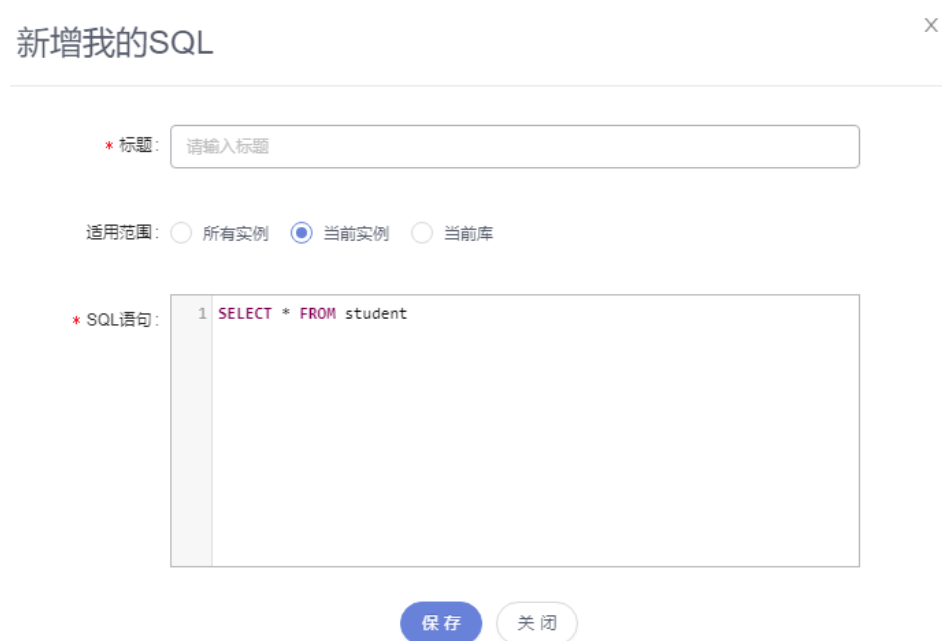 新增我的SQL
X
* 标题: 请输入标题
适用范围: 所有实例 当前实例 当前库
* SQL语句: 1 SELECT * FROM student
保存 关闭